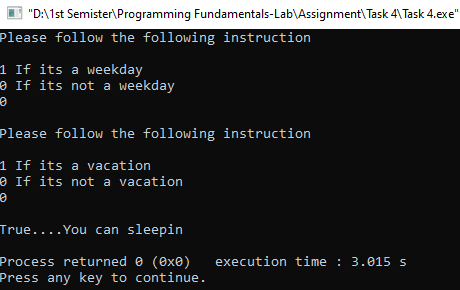 "D:\1st Semister\Programming Fundamentals-Lab\Assignment\Task 4\Task 4.exe"
Please follow the following instruction
1 If its a weekday
0 If its not a weekday
0
Please follow the following instruction
1 If its a vacation
0 If its not a vacation
0
True....You can sleepin
Process returned 0 (0x0)   execution time : 3.015 s
Press any key to continue.